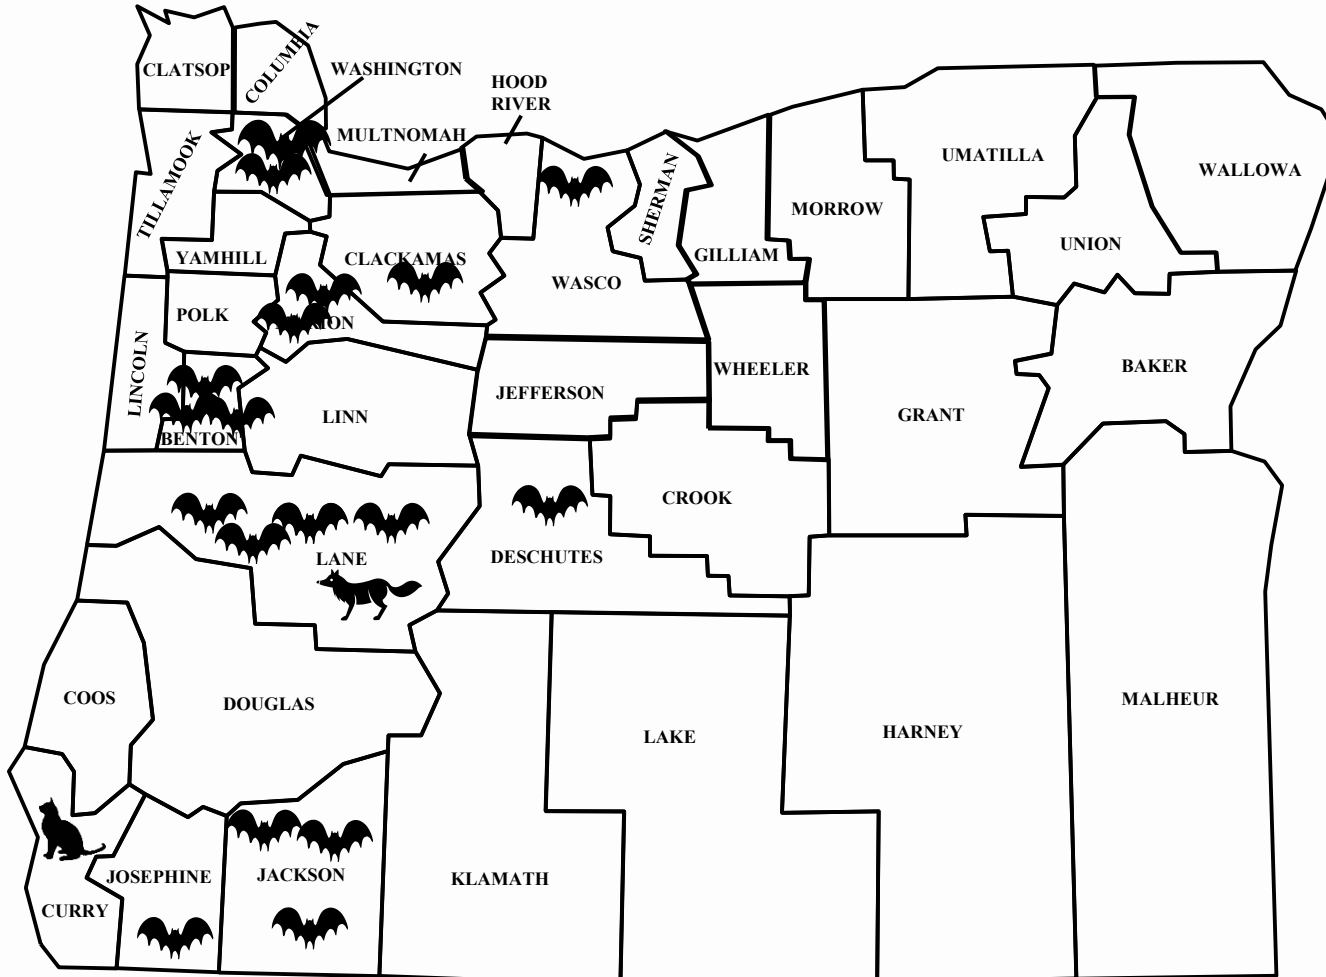 CLATSOP
COLUMBIA
WASHINGTON
HOOD
RIVER
MULTNOMAH
TILLAMOOK
SHERMAN
UMATILLA
WALLOWA
MORROW
UNION
YAMHILL
CLACKAMAS
GILLIAM
WASCO
POLK
LINCOLN
WHEELER
BAKER
JEFFERSON
GRANT
LINN
BENTON
CROOK
LANE
DESCHUTES
COOS
DOUGLAS
MALHEUR
LAKE
HARNEY
JOSEPHINE
JACKSON
KLAMATH
CURRY